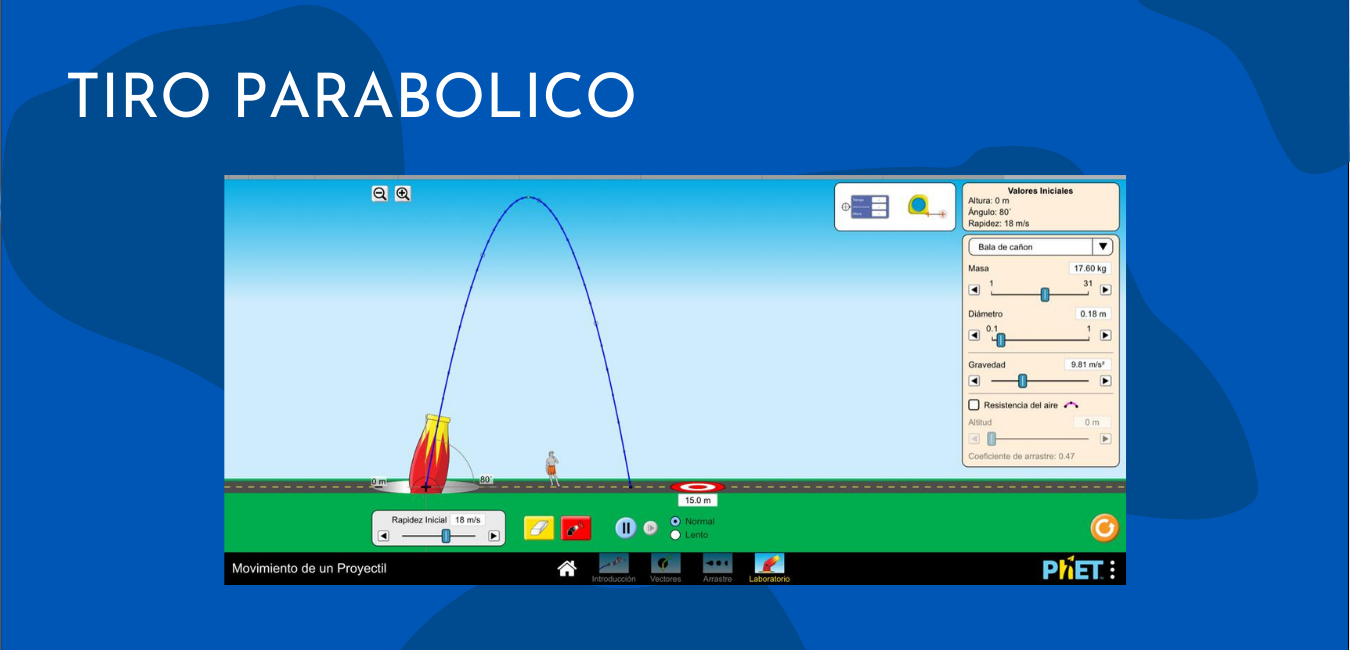 TIRO PARABOLICO
Valores Iniciales
Altura: 0 m
Ángulo: 80°
Rapidez: 18 m/s
Bala de cañon
Masa
17.60 kg
1
31
Diámetro
0.18 m
0.1
1
Gravedad
9.81 m/s²
Resistencia del aire
Altitud
0 m
Coeficiente de arrastre: 0.47
0 m
80°
15.0 m
Rapidez Inicial 18 m/s
Normal
Lento
Movimiento de un Proyectil
Introducción
Vectores
Arrastre
Laboratorio
PhET